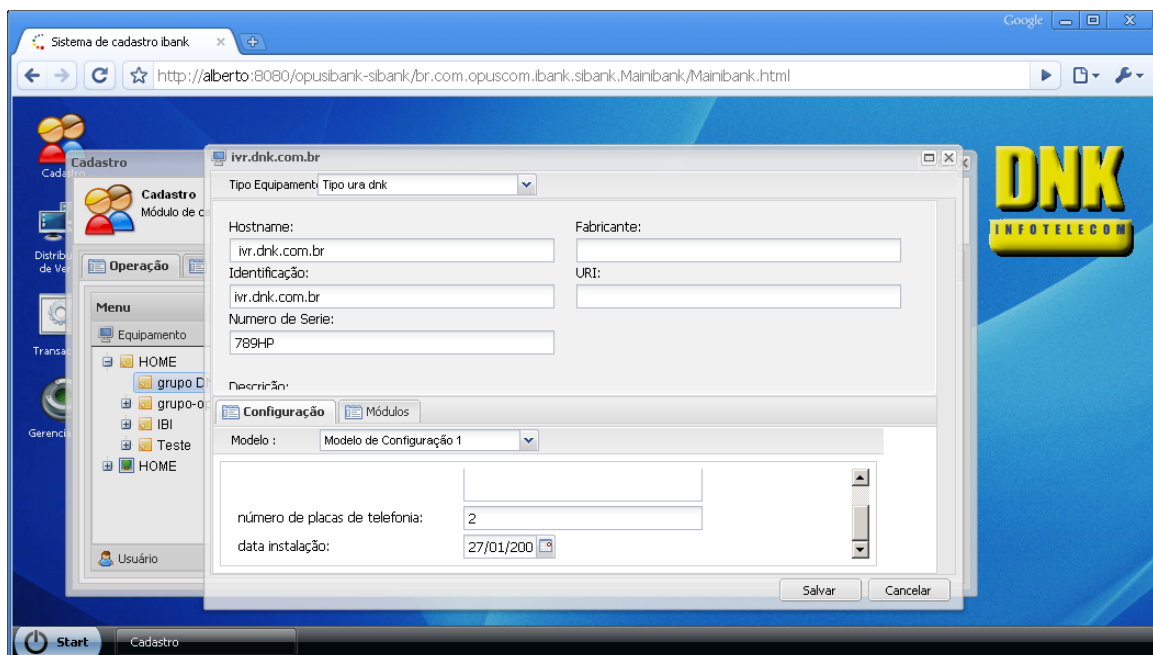 Google
Sistema de cadastro ibank
http://alberto:8080/opusibank-sibank/br.com.opuscom.ibank.sibank.Mainibank/Mainibank.html
DNK
INFOTELECOM
Cadastro
ivr.dnk.com.br
Tipo Equipamento Tipo ura dnk
Cadastro
Módulo de
Operação
Menu
Equipamento
HOME
grupo D
grupo-o
IBI
Teste
HOME
Usuário
Hostname:
ivr.dnk.com.br
Identificação:
ivr.dnk.com.br
Numero de Serie:
789HP
Fabricante:
URI:
Descrição:
Configuração
Módulos
Modelo : Modelo de Configuração 1
número de placas de telefonia: 2
data instalação: 27/01/200
Salvar
Cancelar
Start
Cadastro